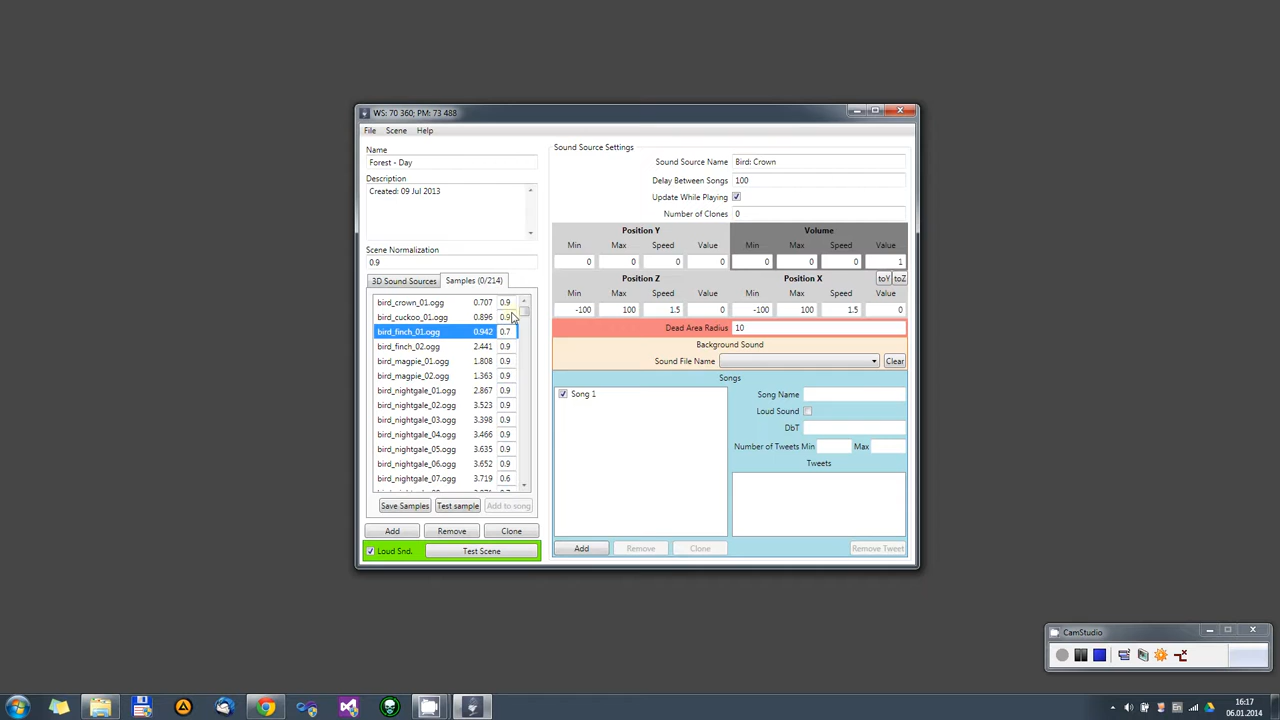 WS: 70 360; PM: 73 488
File Scene Help
Name
Forest - Day
Description
Created: 09 Jul 2013
Scene Normalization
0.9
3D Sound Sources Samples (0/214)
bird_crown_01.ogg 0.707 0.9
bird_cuckoo_01.ogg 0.896 0.9
bird_finch_01.ogg 0.942 0.7
bird_finch_02.ogg 2.441 0.9
bird_magpie_01.ogg 1.808 0.9
bird_magpie_02.ogg 1.363 0.9
bird_nightgale_01.ogg 2.867 0.9
bird_nightgale_02.ogg 3.523 0.9
bird_nightgale_03.ogg 3.398 0.9
bird_nightgale_04.ogg 3.466 0.9
bird_nightgale_05.ogg 3.635 0.9
bird_nightgale_06.ogg 3.652 0.9
bird_nightgale_07.ogg 3.719 0.6
Save Samples Test sample Add to song
Add Remove Clone
Loud Snd. Test Scene
Sound Source Settings
Sound Source Name Bird: Crown
Delay Between Songs 100
Update While Playing
Number of Clones 0
Position Y Volume
Min Max Speed Value Min Max Speed Value
0 0 0 0 0 0 0 1
Position Z Position X toY toZ
Min Max Speed Value Min Max Speed Value
-100 100 1.5 0 -100 100 1.5 0
Dead Area Radius 10
Background Sound
Sound File Name Clear
Songs
Song 1
Song Name
Loud Sound
DbT
Number of Tweets Min Max
Tweets
Add Remove Clone Remove Tweet
CamStudio
En
16:17
06.01.2014